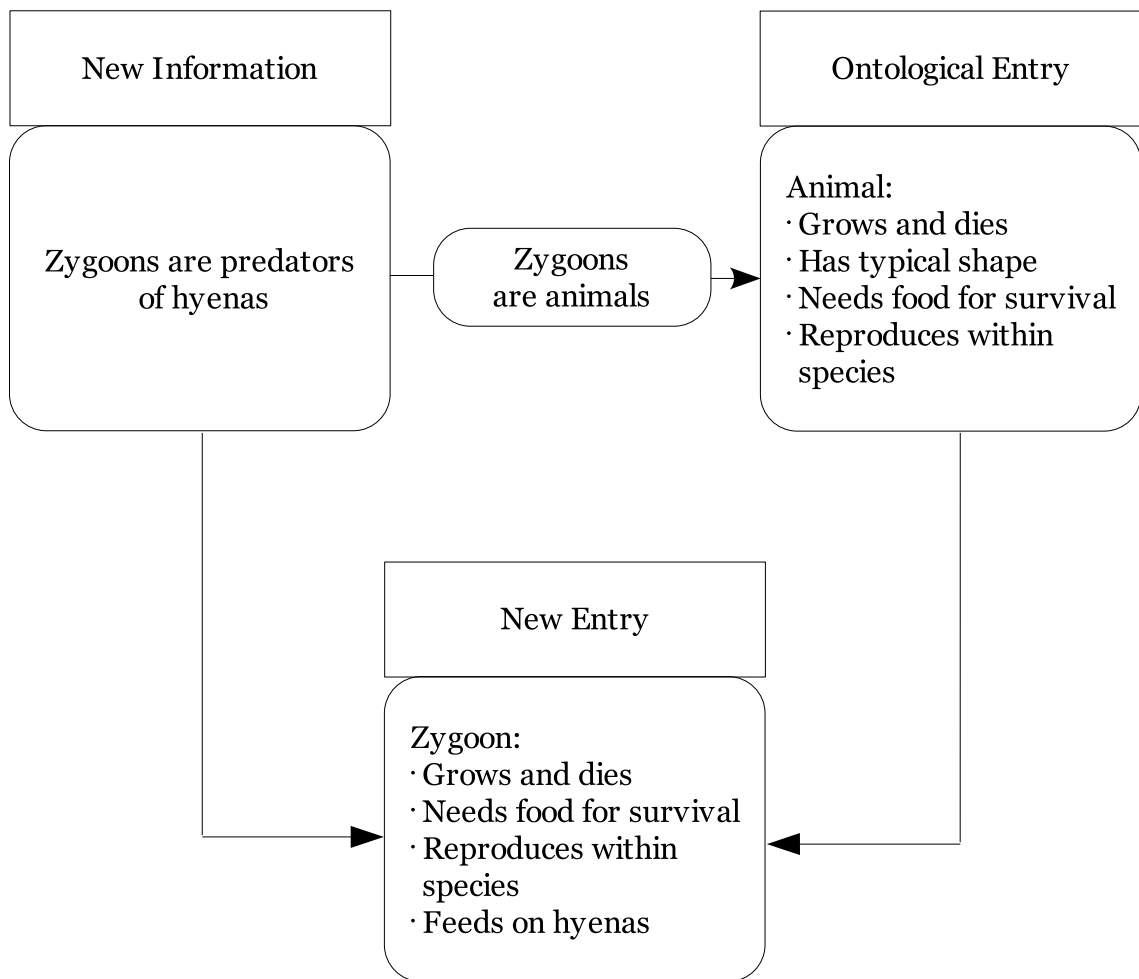 New Information
Zygoons are predators
of hyenas
Zygoons
are animals
Ontological Entry
Animal:
· Grows and dies
· Has typical shape
· Needs food for survival
· Reproduces within
species
New Entry
Zygoon:
· Grows and dies
· Needs food for survival
· Reproduces within
species
· Feeds on hyenas